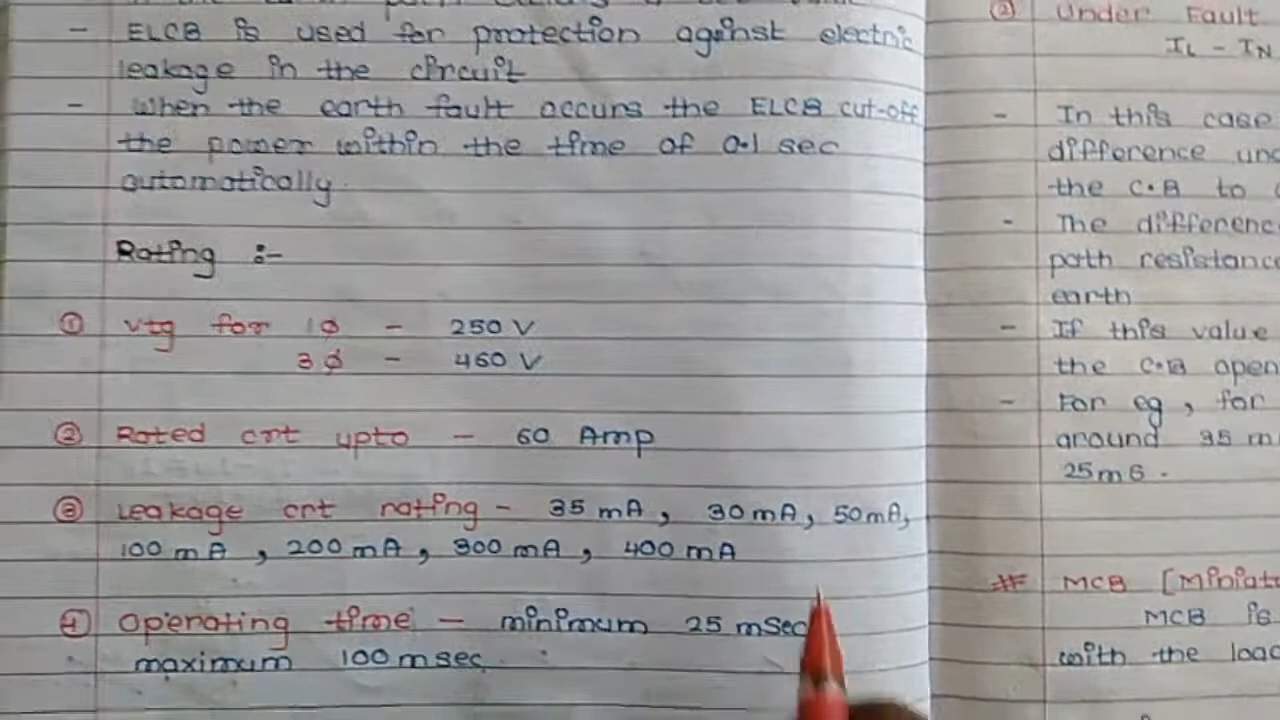 - ELCB is used for protection against electric
leakage in the circuit
- When the earth fault occurs the ELCB cut-off
the power within the time of 0.1 sec
automatically.
Rating :-
① Vtg for 1ϕ - 250 V
3ϕ - 460 V
② Rated crt upto - 60 Amp
③ Leakage crt rating - 35 mA, 30 mA, 50 mA,
100 mA, 200 mA, 300 mA, 400 mA
④ Operating time - minimum 25 msec
maximum 100 msec
② Under Fault
IL - IN
- In this case
difference und
the C.B to
- The differenc
path resistance
earth
- If this value
the C.B open
- For eg, for
around 35 m
25 ms.
# MCB [Miniat
MCB is
with the load